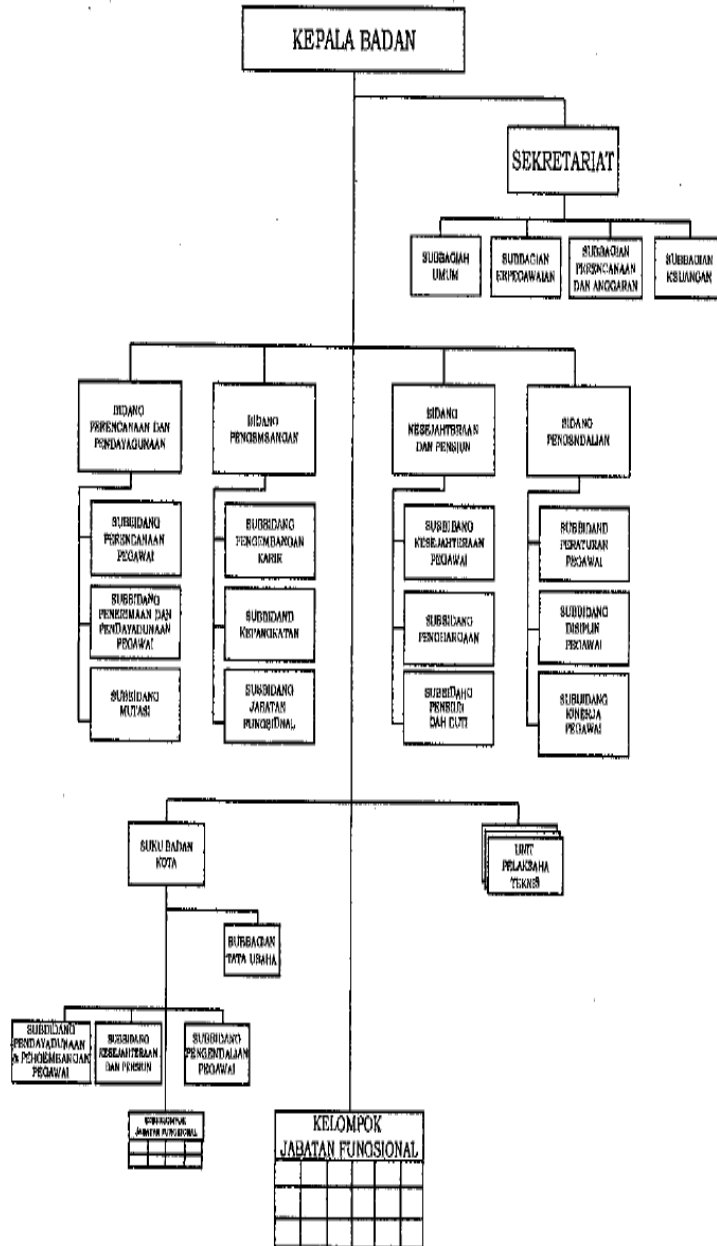 KEPALA BADAN
SEKRETARIAT
SUBBAGIAN
UMUM
SUBBAGIAN
KEPEGAWAIAN
SUBBAGIAN
PERENCANAAN
DAN ANGGARAN
SUBBAGIAN
KEUANGAN
BIDANG
PERENCANAAN DAN
PENDAYAGUNAAN
BIDANG
PENGEMBANGAN
BIDANG
KESEJAHTERAAN
DAN PENSIUN
BIDANG
PENGENDALIAN
SUBBIDANG
PERENCANAAN
PEGAWAI
SUBBIDANG
PENGEMBANGAN
KARIR
SUBBIDANG
KESEJAHTERAAN
PEGAWAI
SUBBIDANG
PERATURAN
PEGAWAI
SUBBIDANG
PENERIMAAN DAN
PENDAYAGUNAAN
PEGAWAI
SUBBIDANG
KEPANGKATAN
SUBBIDANG
PENGHARGAAN
SUBBIDANG
DISIPLIN
PEGAWAI
SUBBIDANG
MUTASI
SUBBIDANG
JABATAN
FUNGSIONAL
SUBBIDANG
PENSIUN
DAN CUTI
SUBBIDANG
KINERJA
PEGAWAI
SUKU BADAN
KOTA
UNIT
PELAKSANA
TEKNIS
SUBBAGIAN
TATA USAHA
SUBBIDANG
PENDAYAGUNAAN
& PENGEMBANGAN
PEGAWAI
SUBBIDANG
KESEJAHTERAAN
DAN PENSIUN
SUBBIDANG
PENGENDALIAN
PEGAWAI
SUBKELOMPOK
JABATAN FUNGSIONAL
KELOMPOK
JABATAN FUNGSIONAL